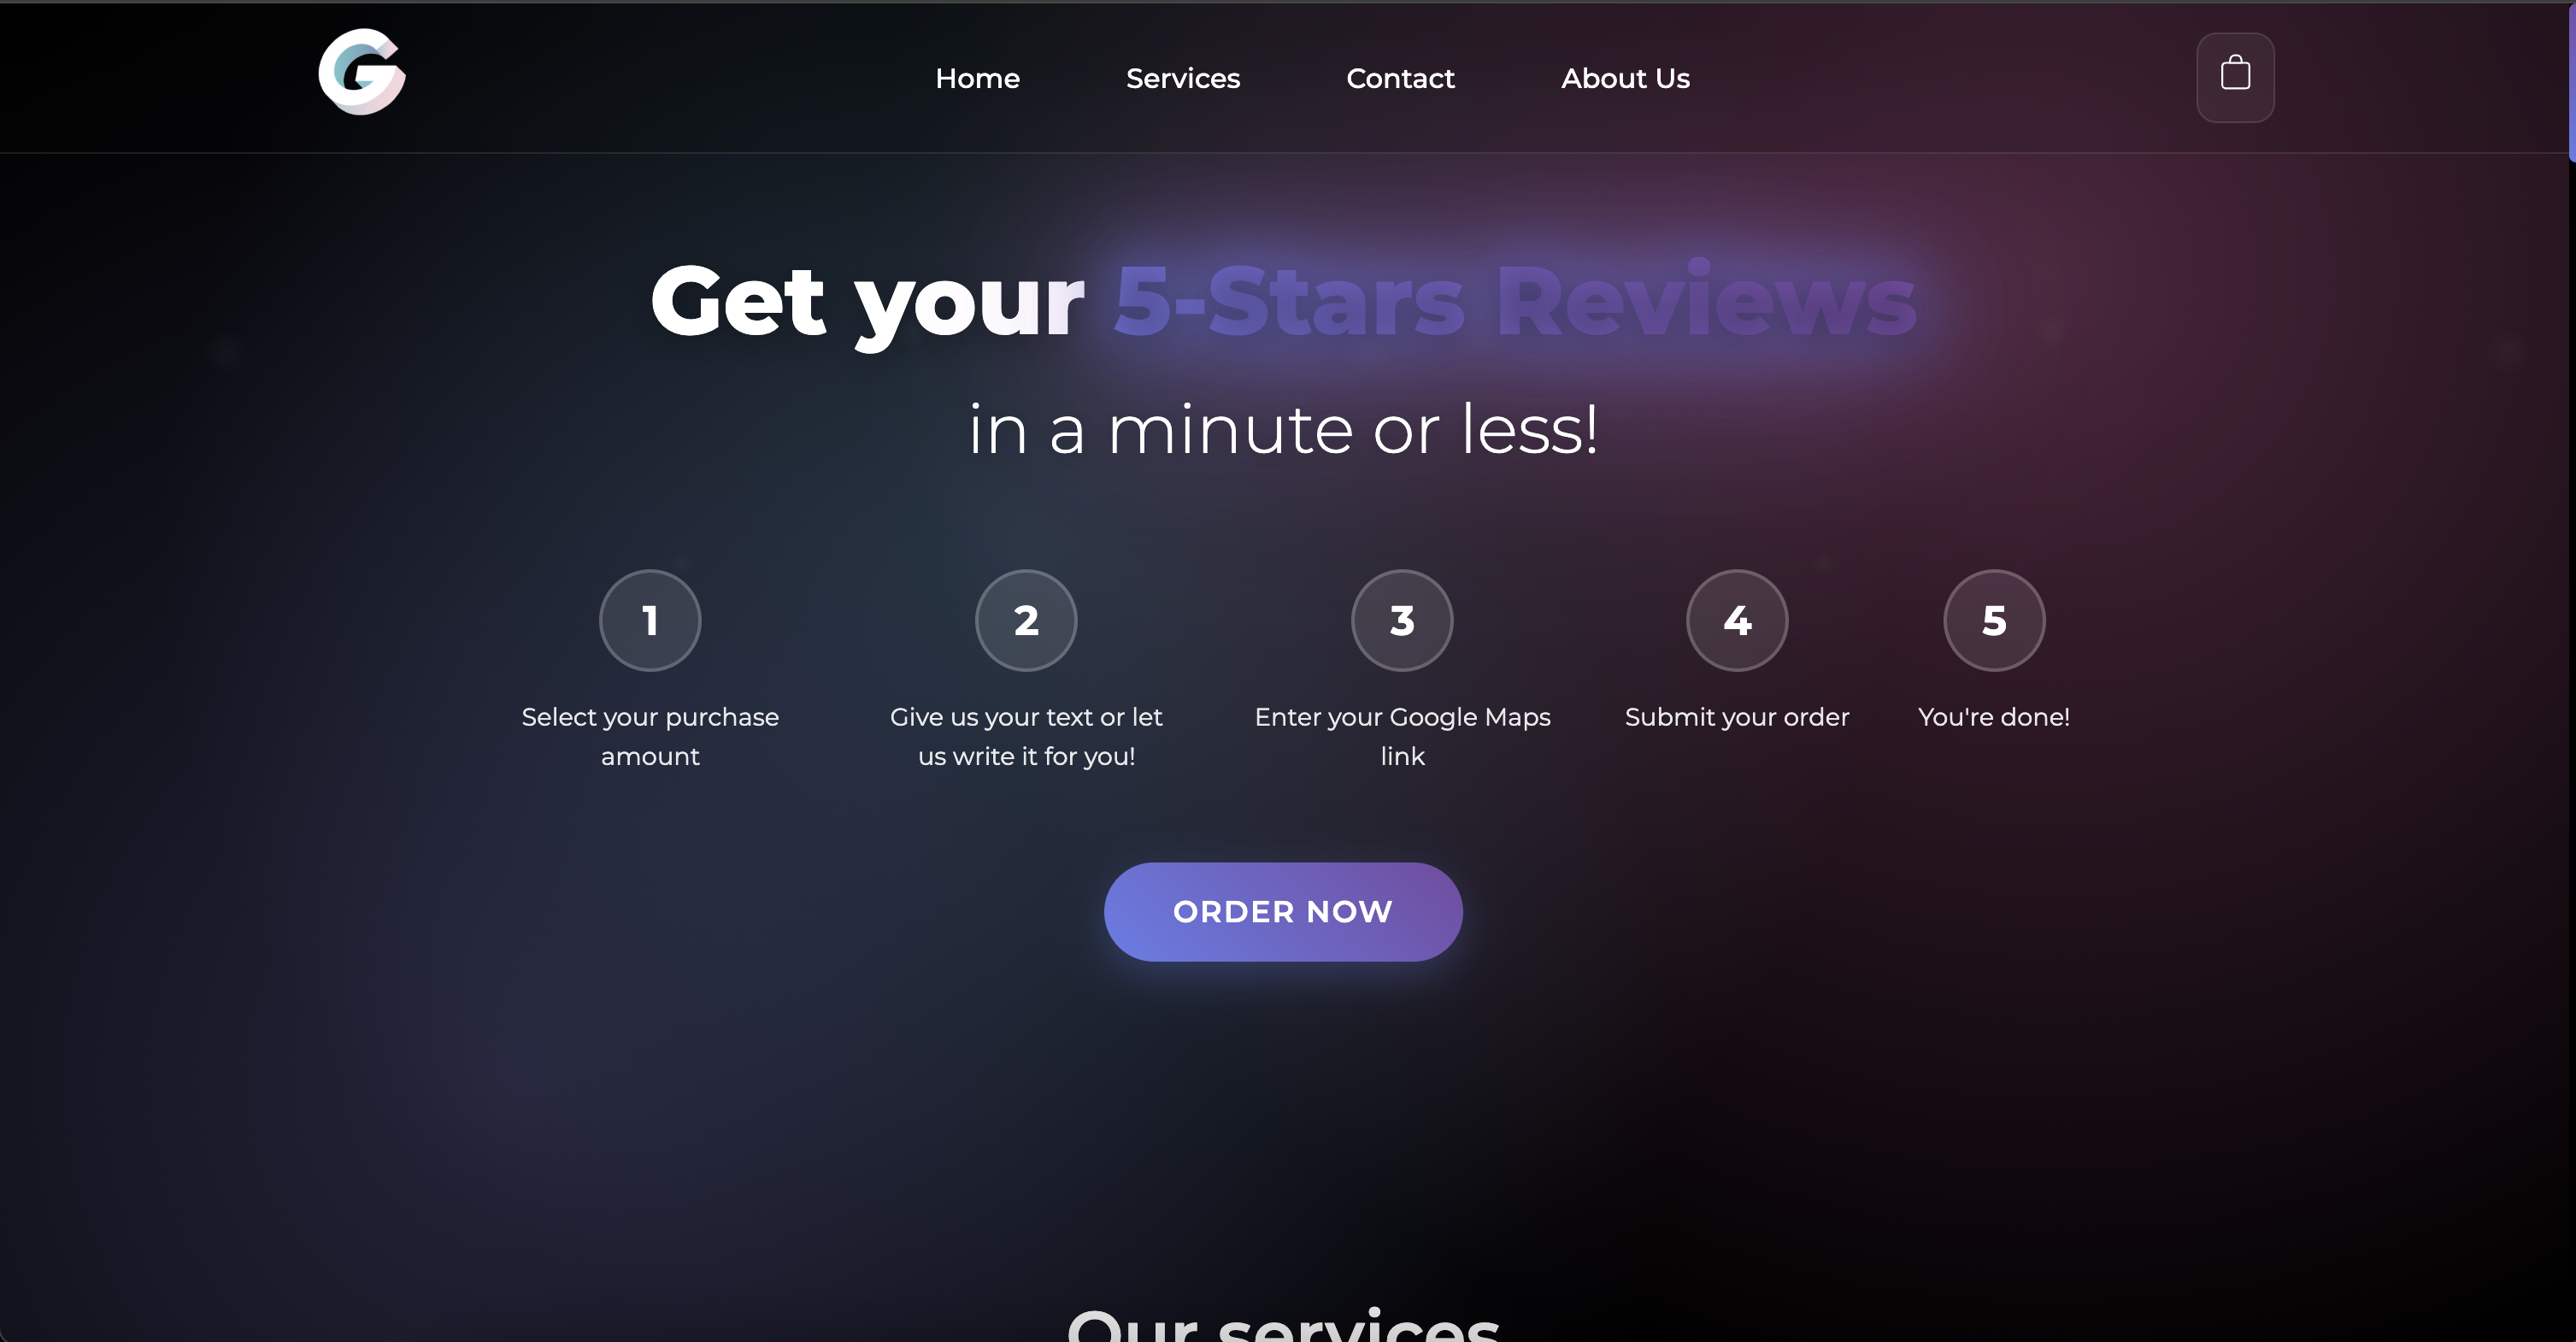 G
Home
Services
Contact
About Us
Get your 5-Stars Reviews
in a minute or less!
1
2
3
4
5
Select your purchase
amount
Give us your text or let
us write it for you!
Enter your Google Maps
link
Submit your order
You're done!
ORDER NOW
Our services